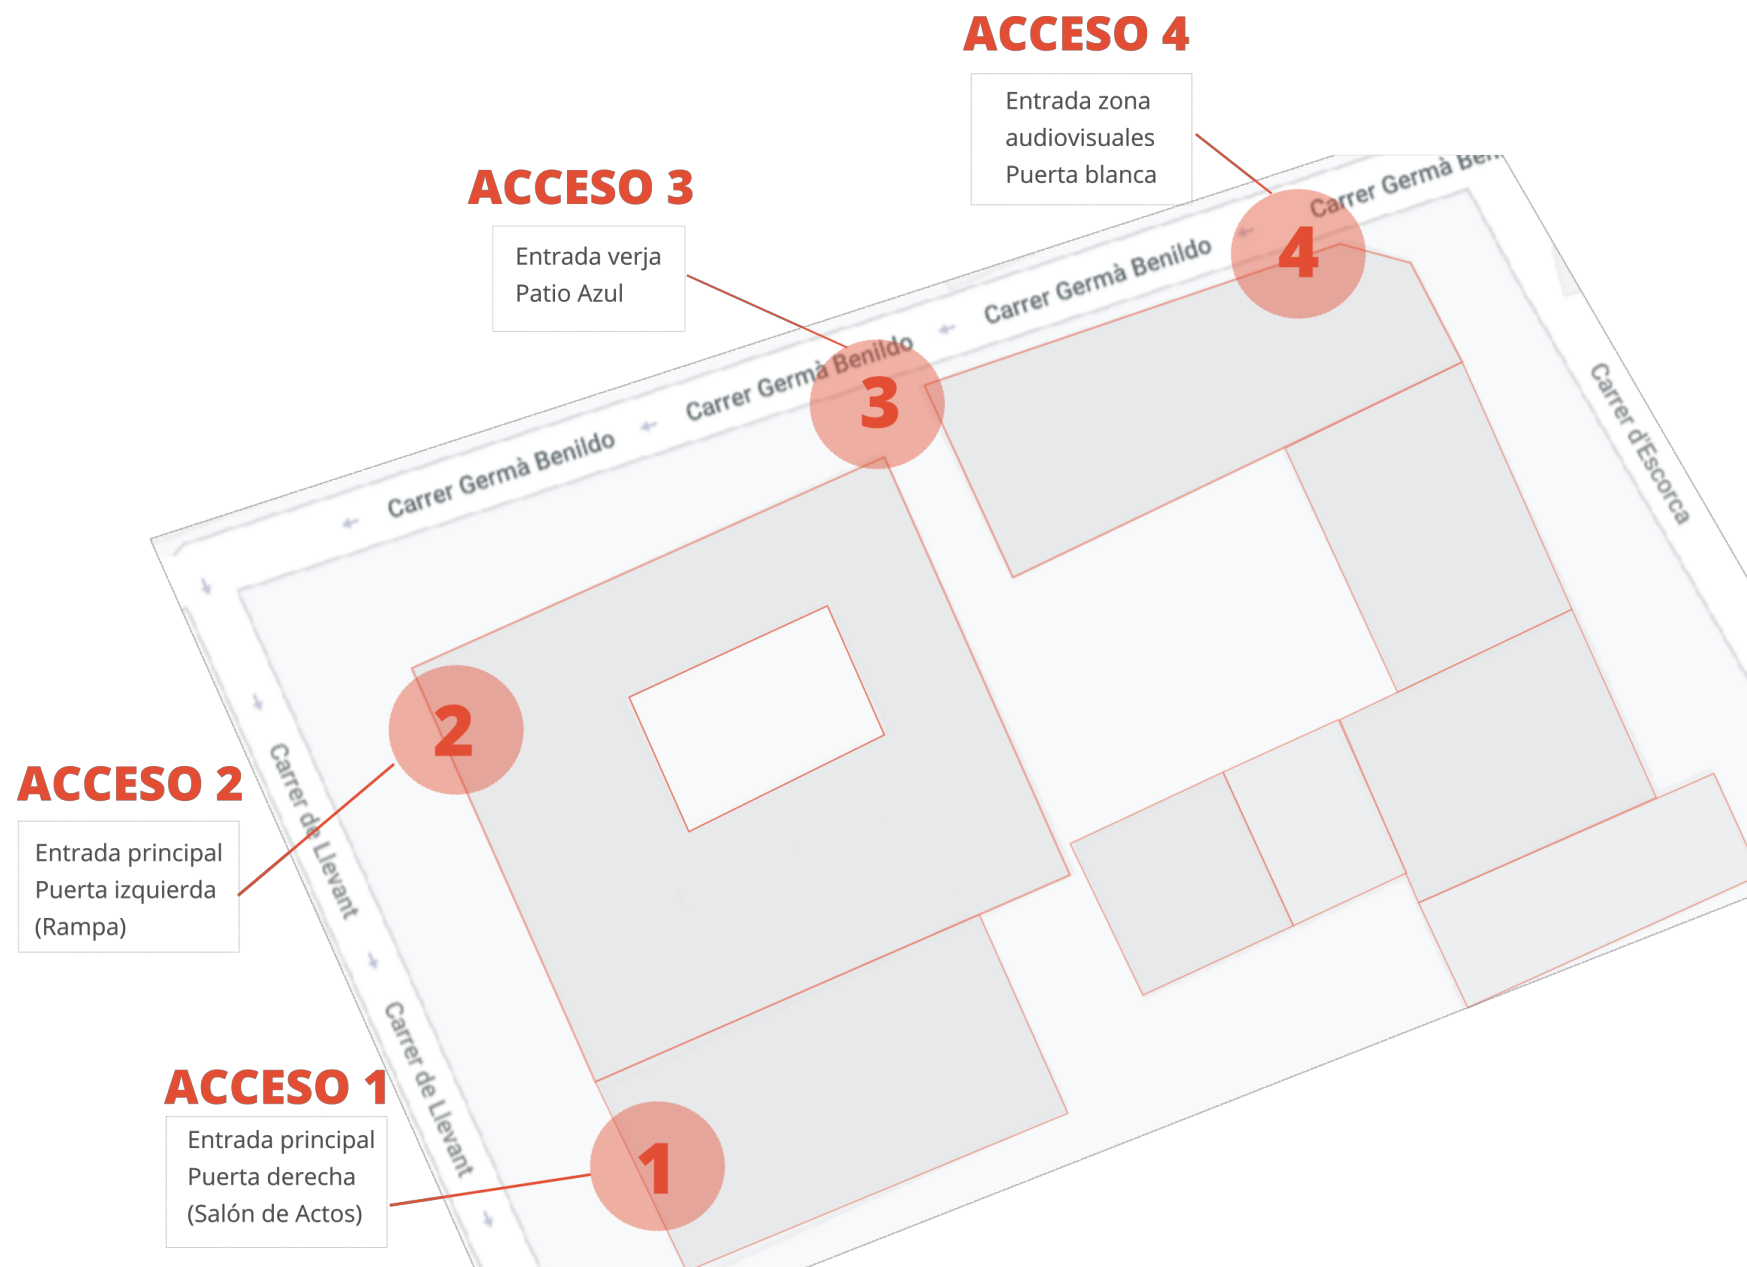 ACCESO 4
Entrada zona
audiovisuales
Puerta blanca
ACCESO 3
Entrada verja
Patio Azul
Carrer Germà Ben
4
Carrer Germà Benildo
3
Carrer Germà Benildo
Carrer Germà Benildo
Carrer d'Escorca
2
ACCESO 2
Entrada principal
Puerta izquierda
(Rampa)
Carrer de Llevant
ACCESO 1
Entrada principal
Puerta derecha
(Salón de Actos)
Carrer de Llevant
1